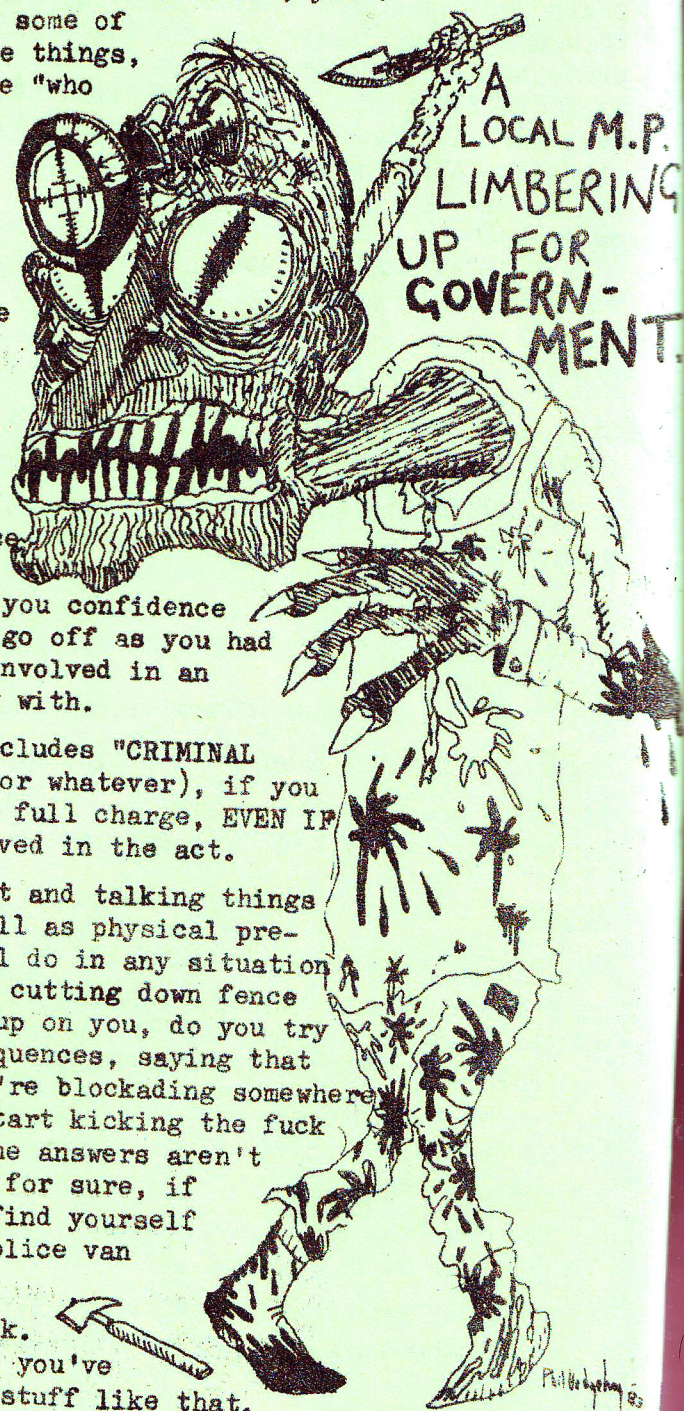 some of
e things,
e "who
A
LOCAL M.P.
LIMBERING
UP FOR
GOVERN-
MENT.
e
ce
you confidence
go off as you had
nvolved in an
with.
cludes "CRIMINAL
or whatever), if you
full charge, EVEN IF
ved in the act.
t and talking things
ll as physical pre-
l do in any situation
cutting down fence
up on you, do you try
quences, saying that
're blockading somewhere
tart kicking the fuck
ne answers aren't
for sure, if
find yourself
olice van
k.
you've
stuff like that.